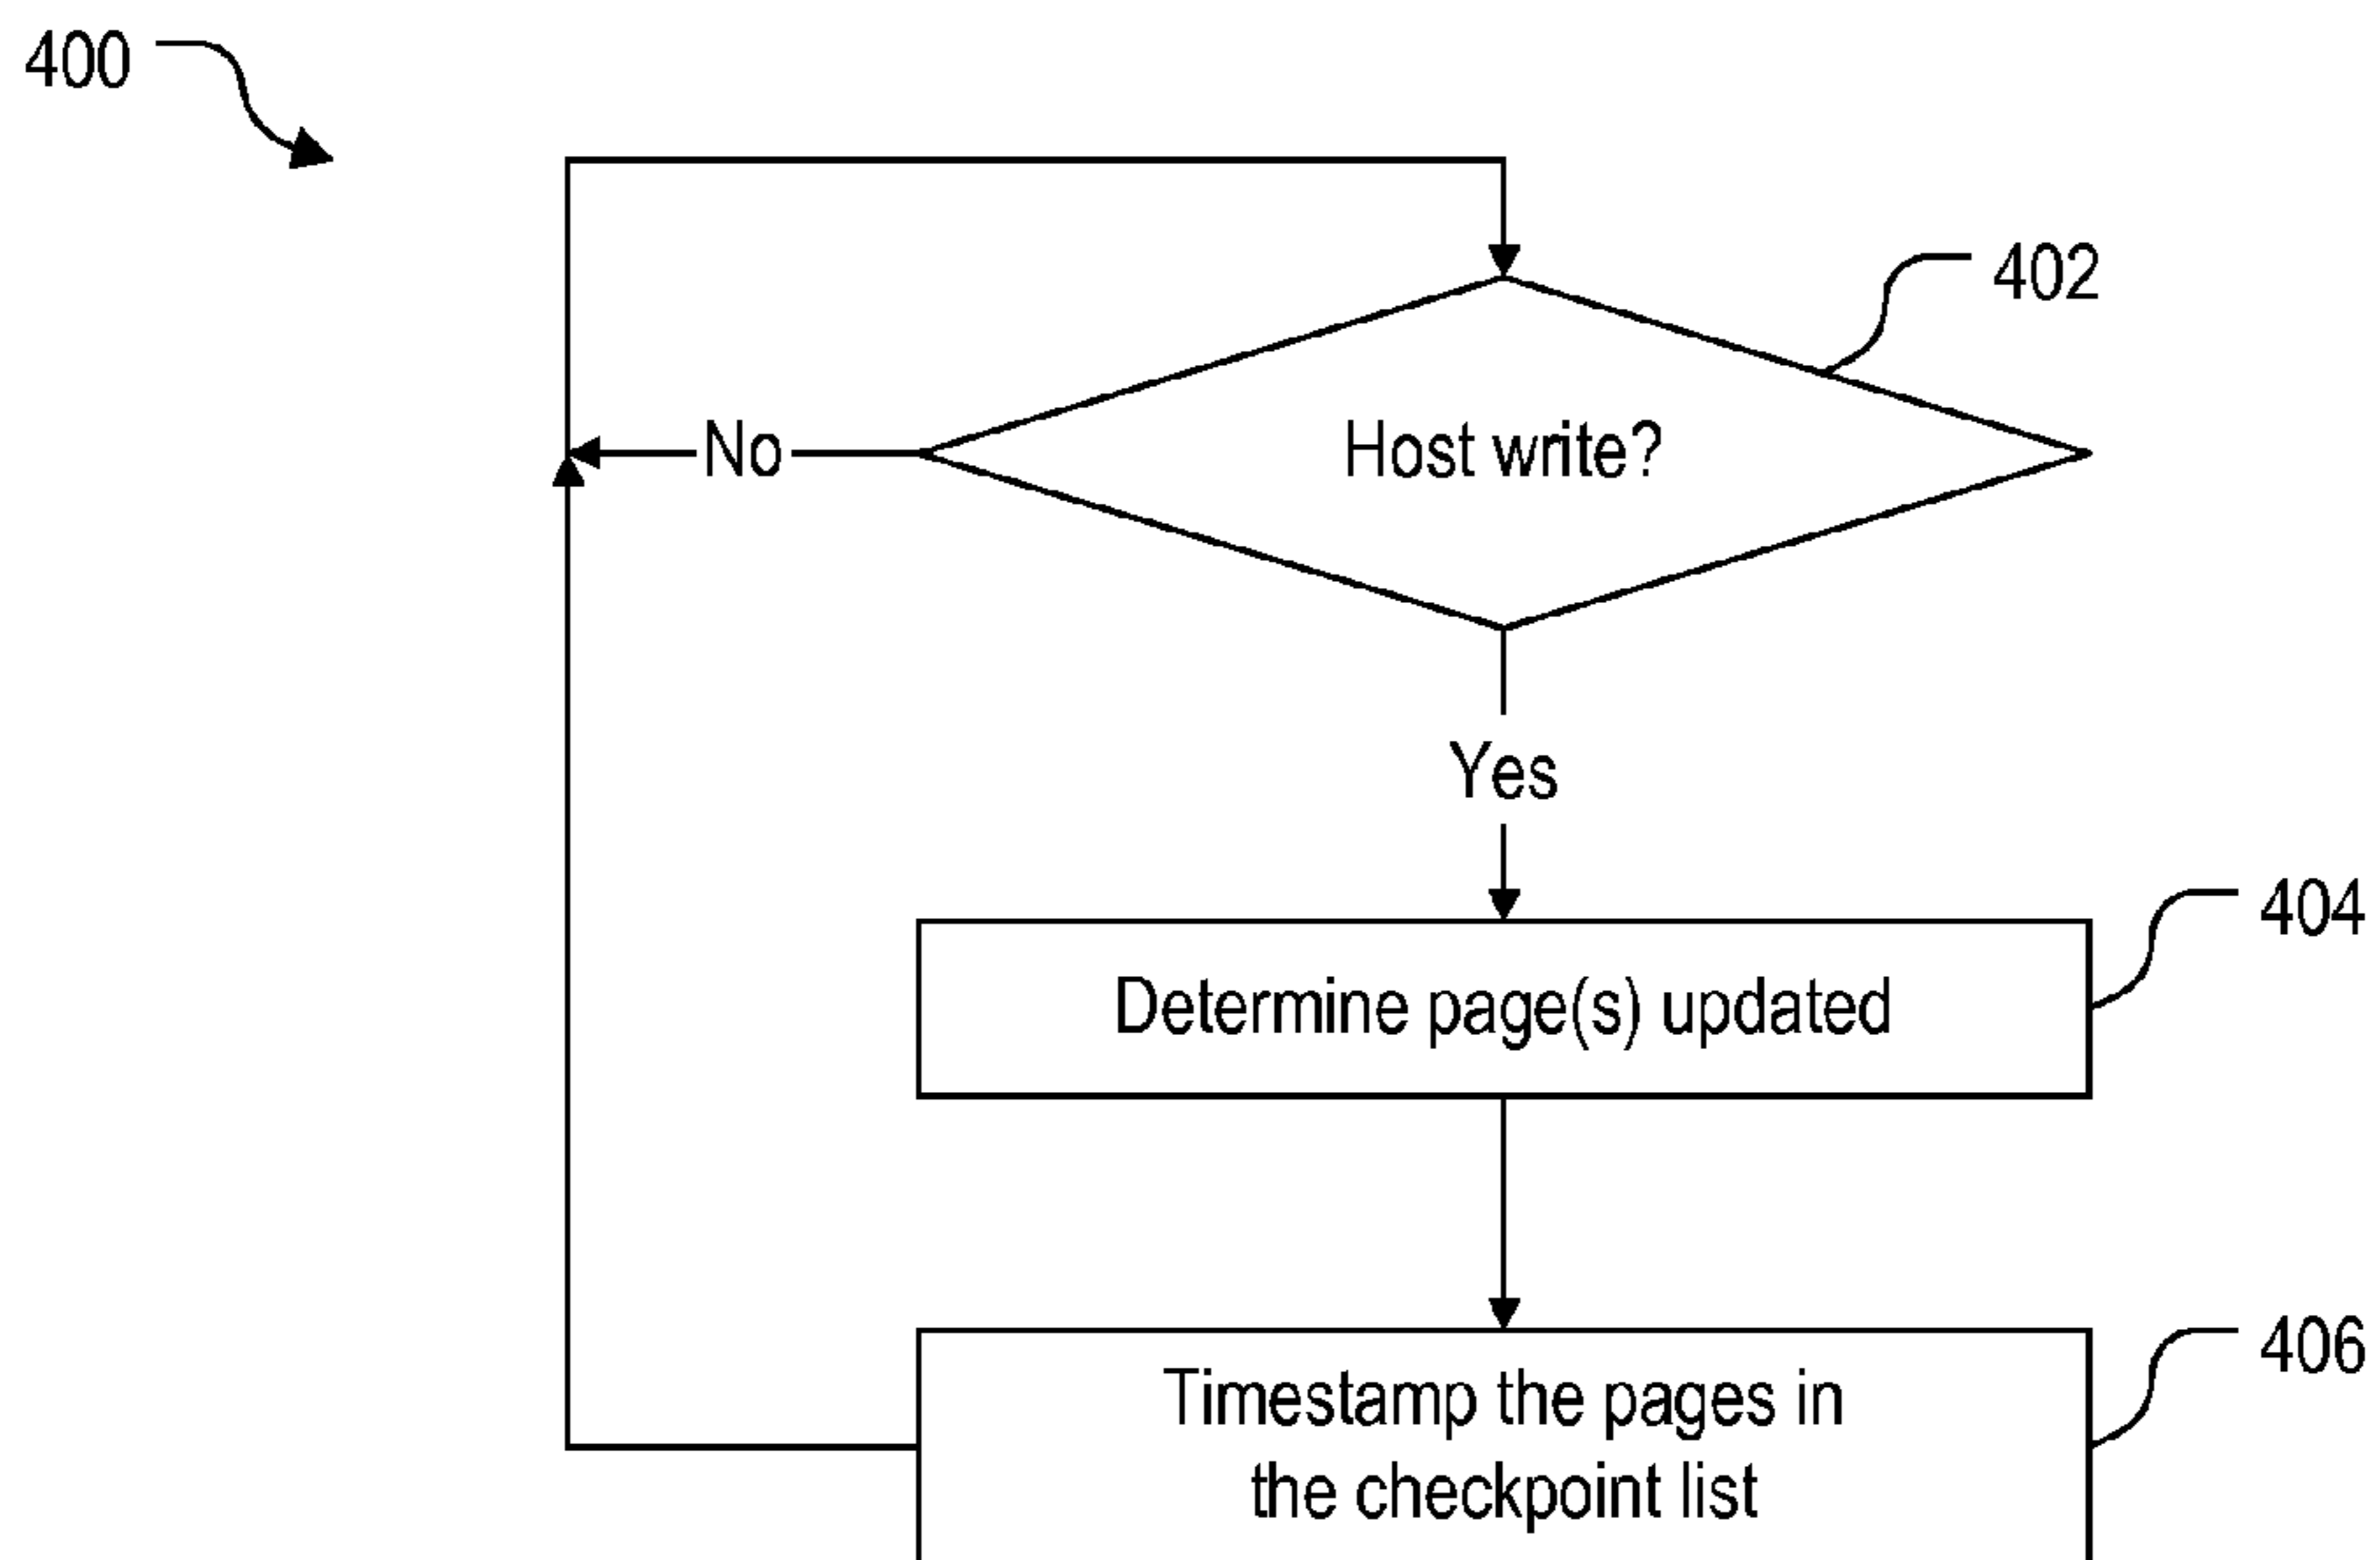 400
402
Host write?
No
Yes
404
Determine page(s) updated
406
Timestamp the pages in
the checkpoint list